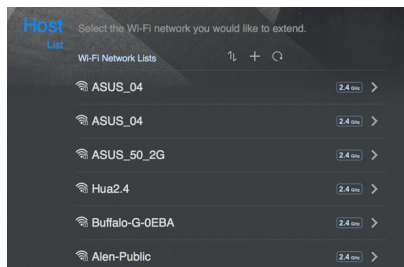 Host
List
Select the Wi-Fi network you would like to extend.
Wi-Fi Network Lists
ASUS_04 2.4 GHz
ASUS_04 2.4 GHz
ASUS_50_2G 2.4 GHz
Hua2.4 2.4 GHz
Buffalo-G-0EBA 2.4 GHz
Alen-Public 2.4 GHz